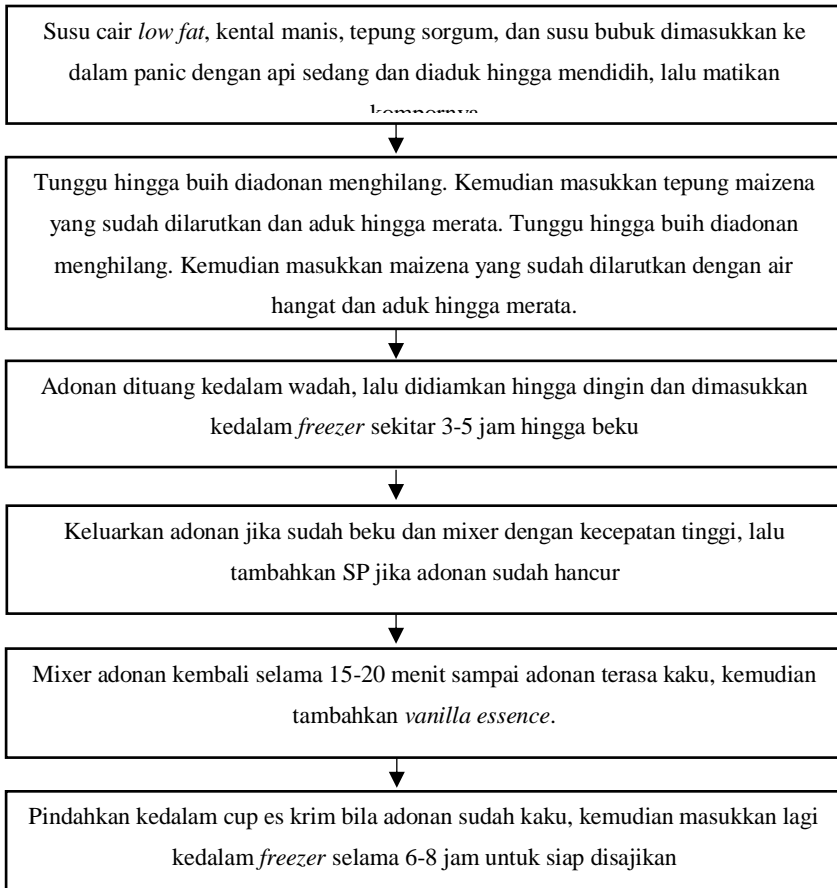 Susu cair low fat, kental manis, tepung sorgum, dan susu bubuk dimasukkan ke
dalam panic dengan api sedang dan diaduk hingga mendidih, lalu matikan
kompornya
Tunggu hingga buih diadonan menghilang. Kemudian masukkan tepung maizena
yang sudah dilarutkan dan aduk hingga merata. Tunggu hingga buih diadonan
menghilang. Kemudian masukkan maizena yang sudah dilarutkan dengan air
hangat dan aduk hingga merata.
Adonan dituang kedalam wadah, lalu didiamkan hingga dingin dan dimasukkan
kedalam freezer sekitar 3-5 jam hingga beku
Keluarkan adonan jika sudah beku dan mixer dengan kecepatan tinggi, lalu
tambahkan SP jika adonan sudah hancur
Mixer adonan kembali selama 15-20 menit sampai adonan terasa kaku, kemudian
tambahkan vanilla essence.
Pindahkan kedalam cup es krim bila adonan sudah kaku, kemudian masukkan lagi
kedalam freezer selama 6-8 jam untuk siap disajikan